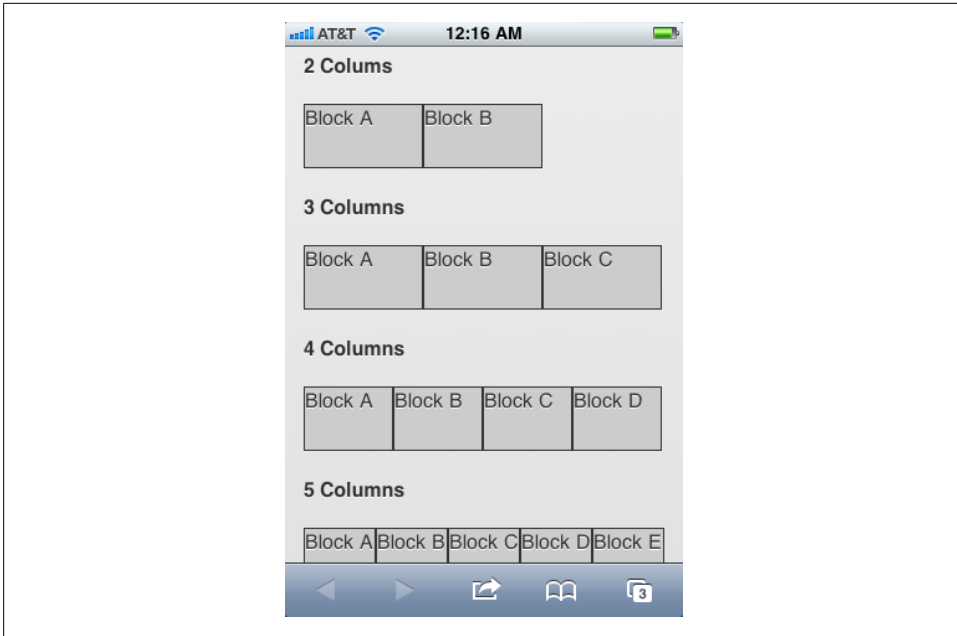 AT&T 12:16 AM
2 Colums
Block A Block B
3 Columns
Block A Block B Block C
4 Columns
Block A Block B Block C Block D
5 Columns
Block A Block B Block C Block D Block E
3